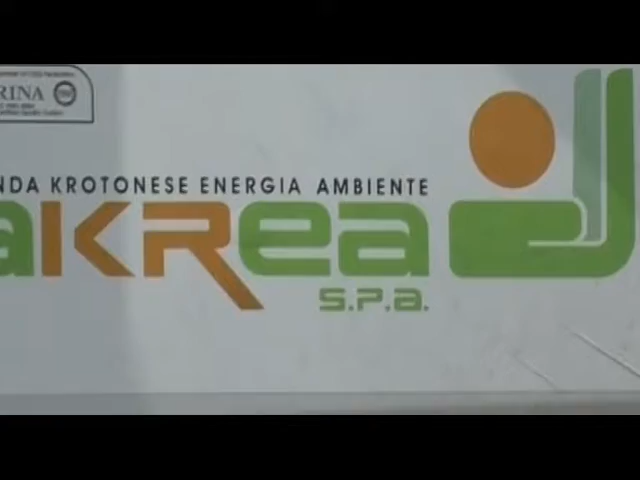 RINA
NDA KROTONESE ENERGIA AMBIENTE
aKRea
S.P.a.